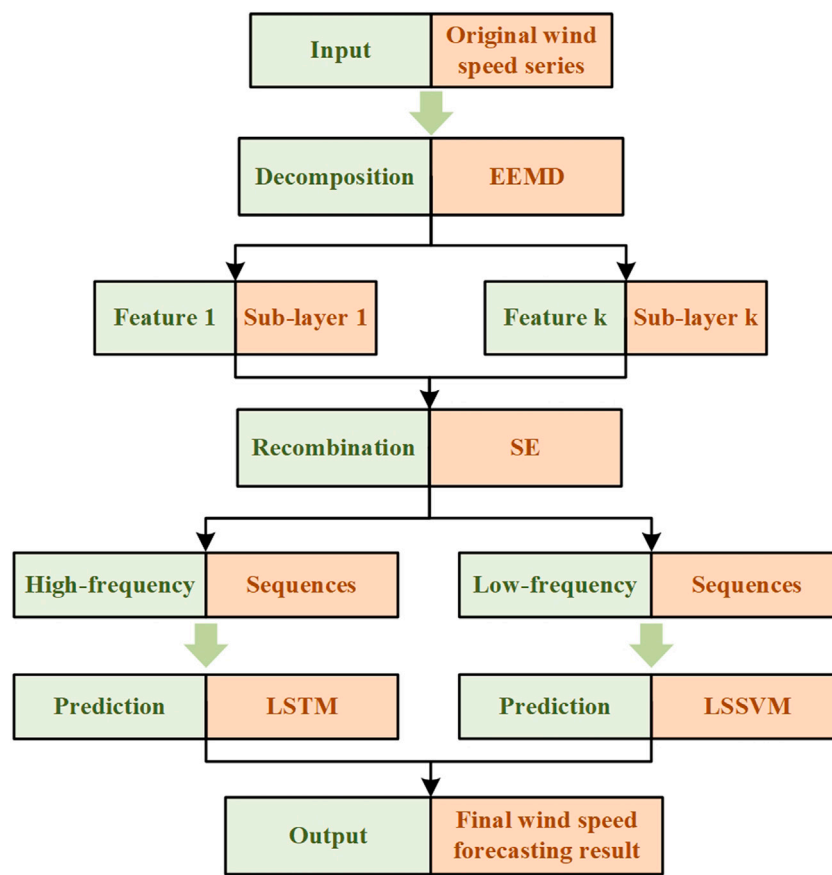 Input
Original wind
speed series
Decomposition
EEMD
Feature 1
Sub-layer 1
Feature k
Sub-layer k
Recombination
SE
High-frequency
Sequences
Low-frequency
Sequences
Prediction
LSTM
Prediction
LSSVM
Output
Final wind speed
forecasting result